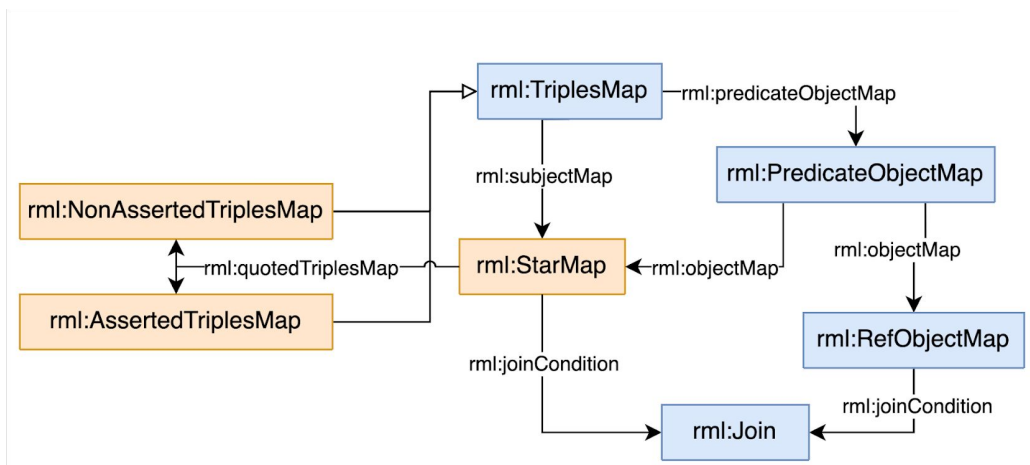 rml:TriplesMap
rml:predicateObjectMap
rml:subjectMap
rml:PredicateObjectMap
rml:NonAssertedTriplesMap
rml:objectMap
rml:quotedTriplesMap
rml:StarMap
rml:objectMap
rml:AssertedTriplesMap
rml:RefObjectMap
rml:joinCondition
rml:joinCondition
rml:Join